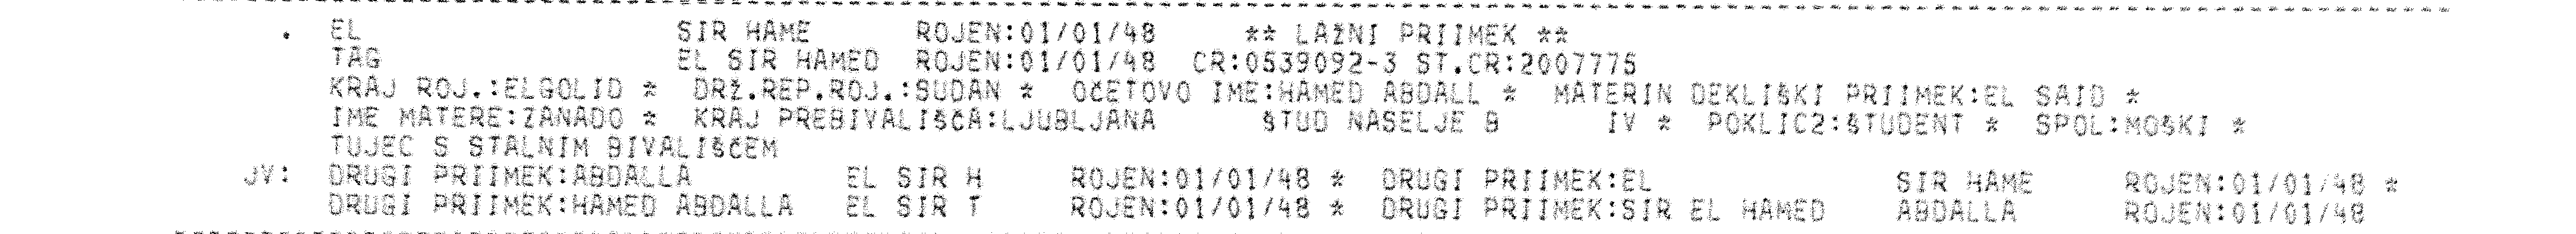 . EL SIR HAME ROJEN:01/01/48 ** LAŽNI PRIIMEK **
TAG EL SIR HAMED ROJEN:01/01/48 CR:0539092-3 ST.CR:2007775
KRAJ ROJ.:ELGOLID * DRŽ.REP.ROJ.:SUDAN * OČETOVO IME:HAMED ABDALL * MATERIN DEKLIŠKI PRIIMEK:EL SAID *
IME MATERE:ZANADO * KRAJ PREBIVALIŠČA:LJUBLJANA ŠTUD NASELJE B IV * POKLIC2:ŠTUDENT * SPOL:MOŠKI *
TUJEC S STALNIM BIVALIŠČEM
JV: DRUGI PRIIMEK:ABDALLA EL SIR H ROJEN:01/01/48 * DRUGI PRIIMEK:EL SIR HAME ROJEN:01/01/48 *
DRUGI PRIIMEK:HAMED ABDALLA EL SIR T ROJEN:01/01/48 * DRUGI PRIIMEK:SIR EL HAMED ABDALLA ROJEN:01/01/48